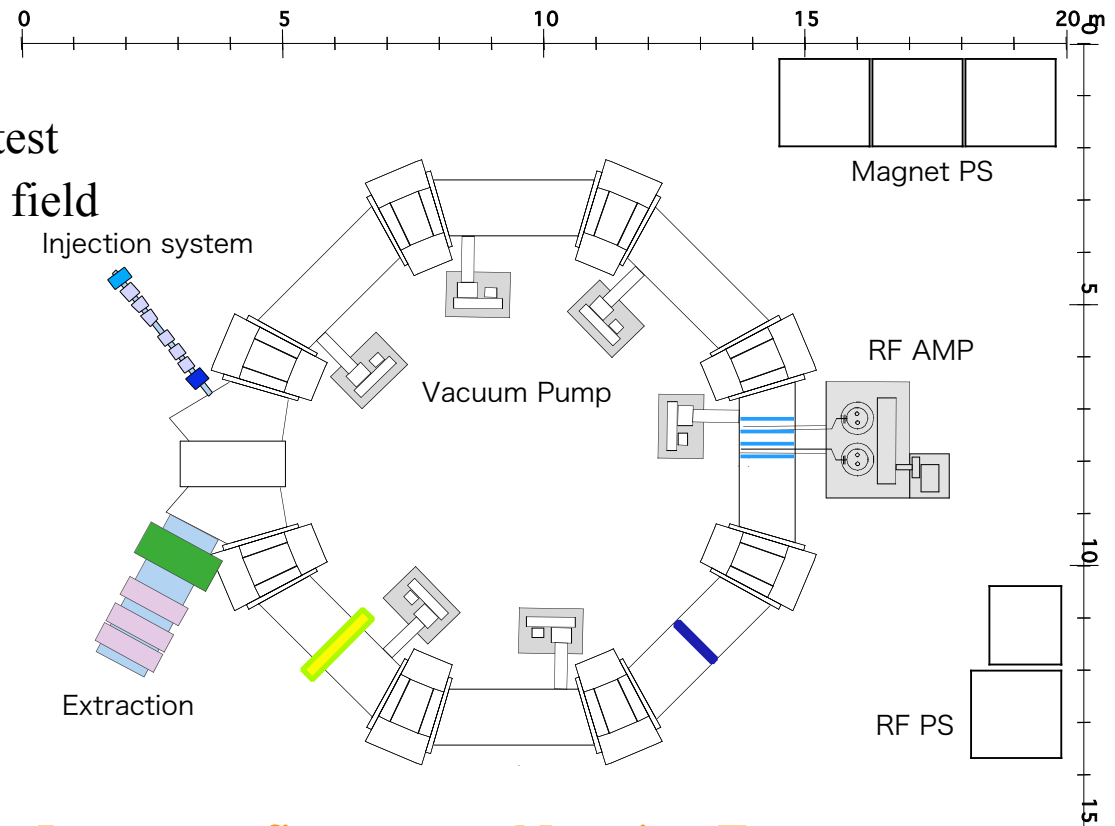 0 5 10 15 20 m
0
test
field
Magnet PS
Injection system
5
RF AMP
Vacuum Pump
10
Extraction
RF PS
15